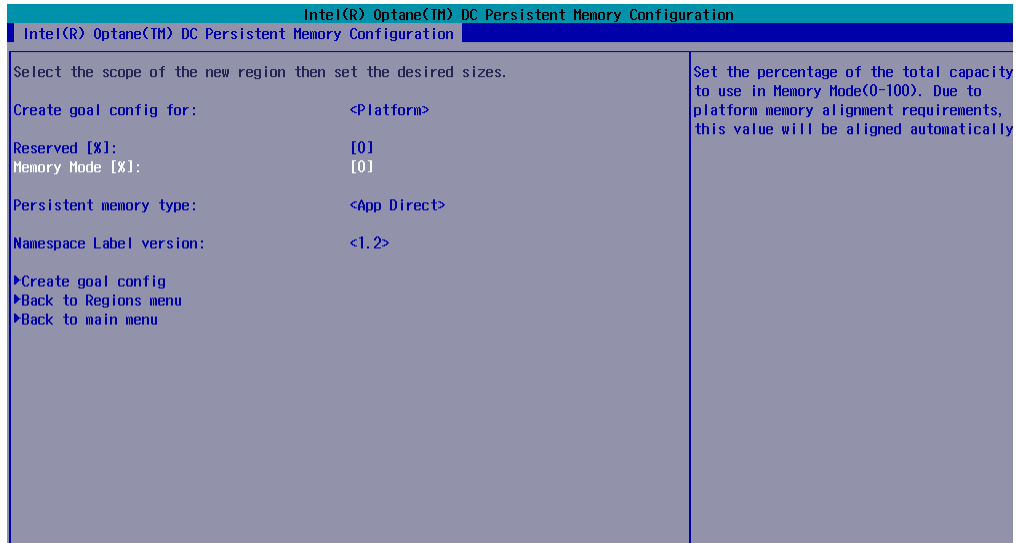 Intel(R) Optane(TM) DC Persistent Memory Configuration
Intel(R) Optane(TM) DC Persistent Memory Configuration
Select the scope of the new region then set the desired sizes.
Create goal config for: <Platform>
Reserved [%]: [0]
Memory Mode [%]: [0]
Persistent memory type: <App Direct>
Namespace Label version: <1.2>
Create goal config
Back to Regions menu
Back to main menu
Set the percentage of the total capacity
to use in Memory Mode(0-100). Due to
platform memory alignment requirements,
this value will be aligned automatically